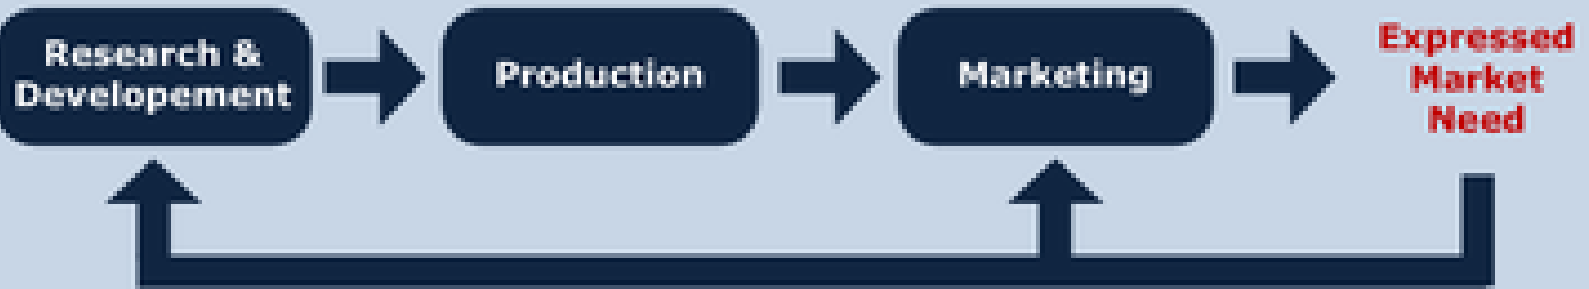 Research &
Developement
Production
Marketing
Expressed
Market
Need